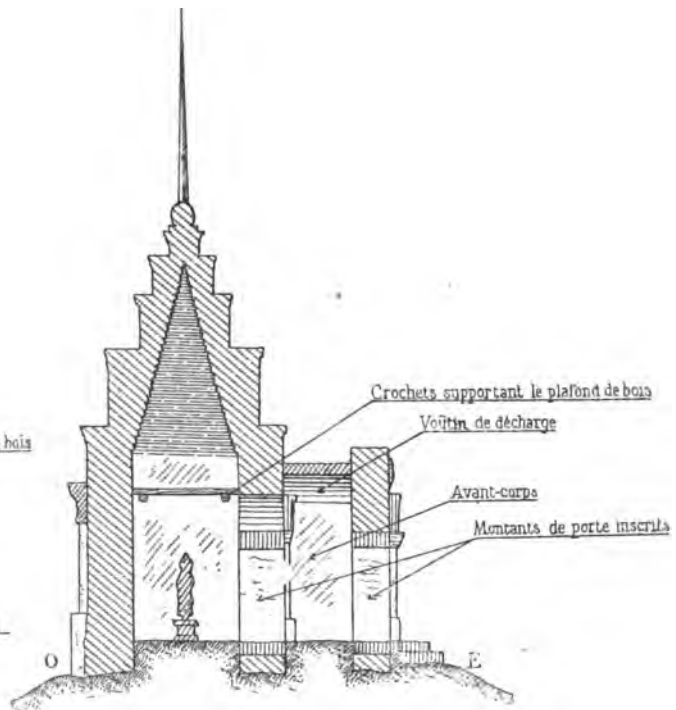 Crochets supportant le plafond de bois
Voûtin de décharge
bois
Avant-corps
Montants de porte inscrits
O
E